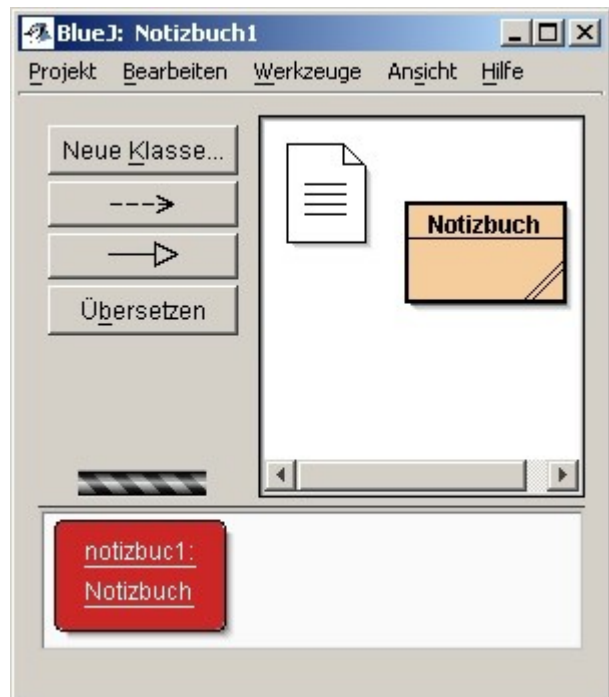 BlueJ: Notizbuch1
Projekt Bearbeiten Werkzeuge Ansicht Hilfe
Neue Klasse...
Übersetzen
Notizbuch
notizbuc1:
Notizbuch